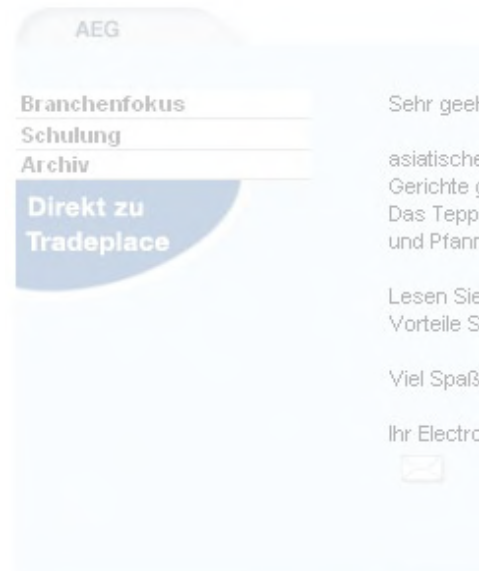 AEG
Branchenfokus
Schulung
Archiv
Direkt zu
Tradeplace
Sehr geeh
asiatische
Gerichte g
Das Tepp
und Pfann
Lesen Sie
Vorteile S
Viel Spaß
Ihr Electro